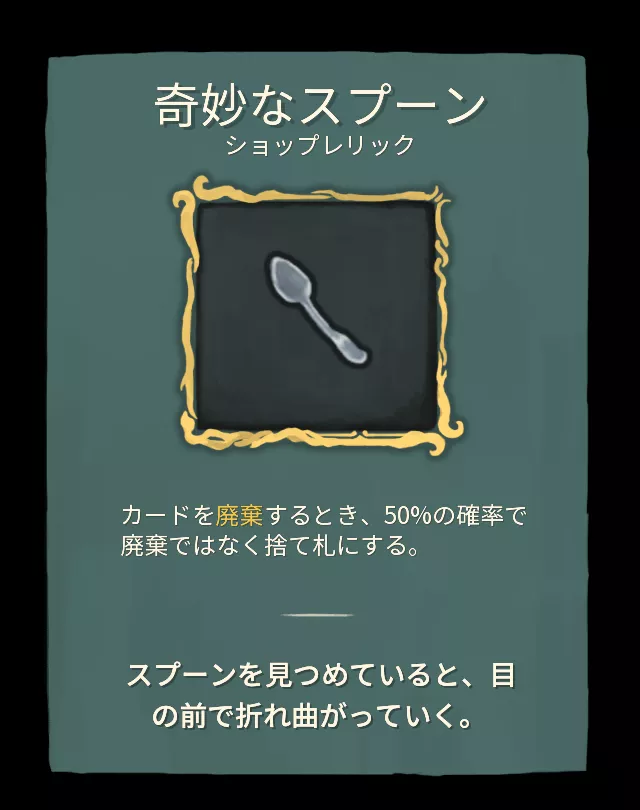 奇妙なスプーン
ショップレリック
カードを廃棄するとき、50%の確率で
廃棄ではなく捨て札にする。
スプーンを見つめていると、目
の前で折れ曲がっていく。